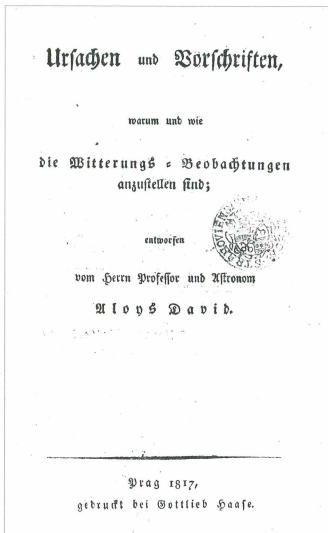 Ursachen und Vorschriften,
warum und wie
die Witterungs = Beobachtungen
anzustellen sind;
entworfen
vom Herrn Professor und Astronom
Aloys David.
Prag 1817,
gedruckt bei Gottlieb Haase.